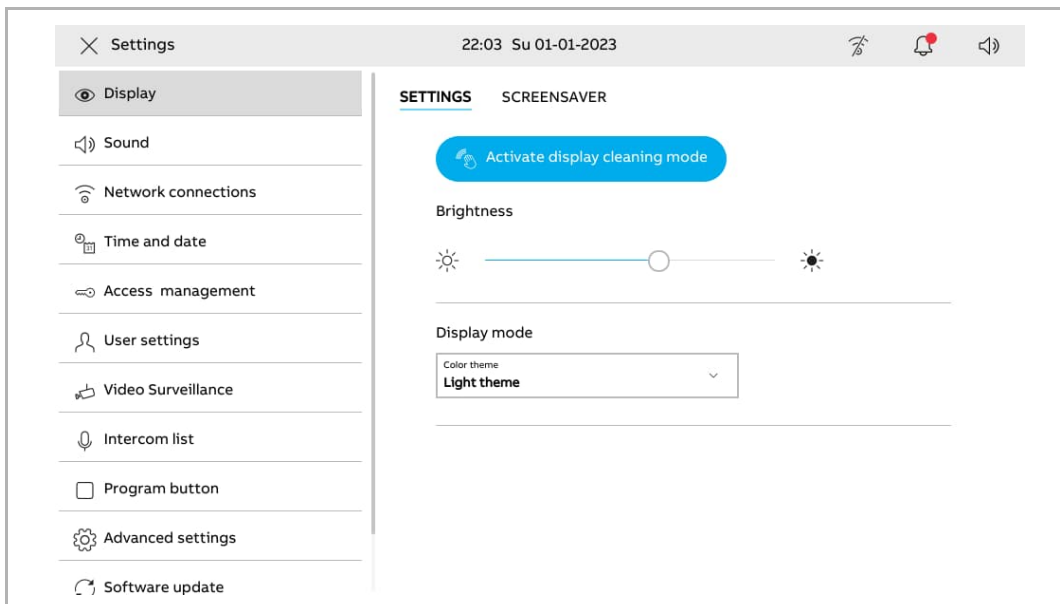 Settings
22:03 Su 01-01-2023
Display
Sound
Network connections
Time and date
Access management
User settings
Video Surveillance
Intercom list
Program button
Advanced settings
Software update
SETTINGS SCREENSAVER
Activate display cleaning mode
Brightness
Display mode
Color theme
Light theme